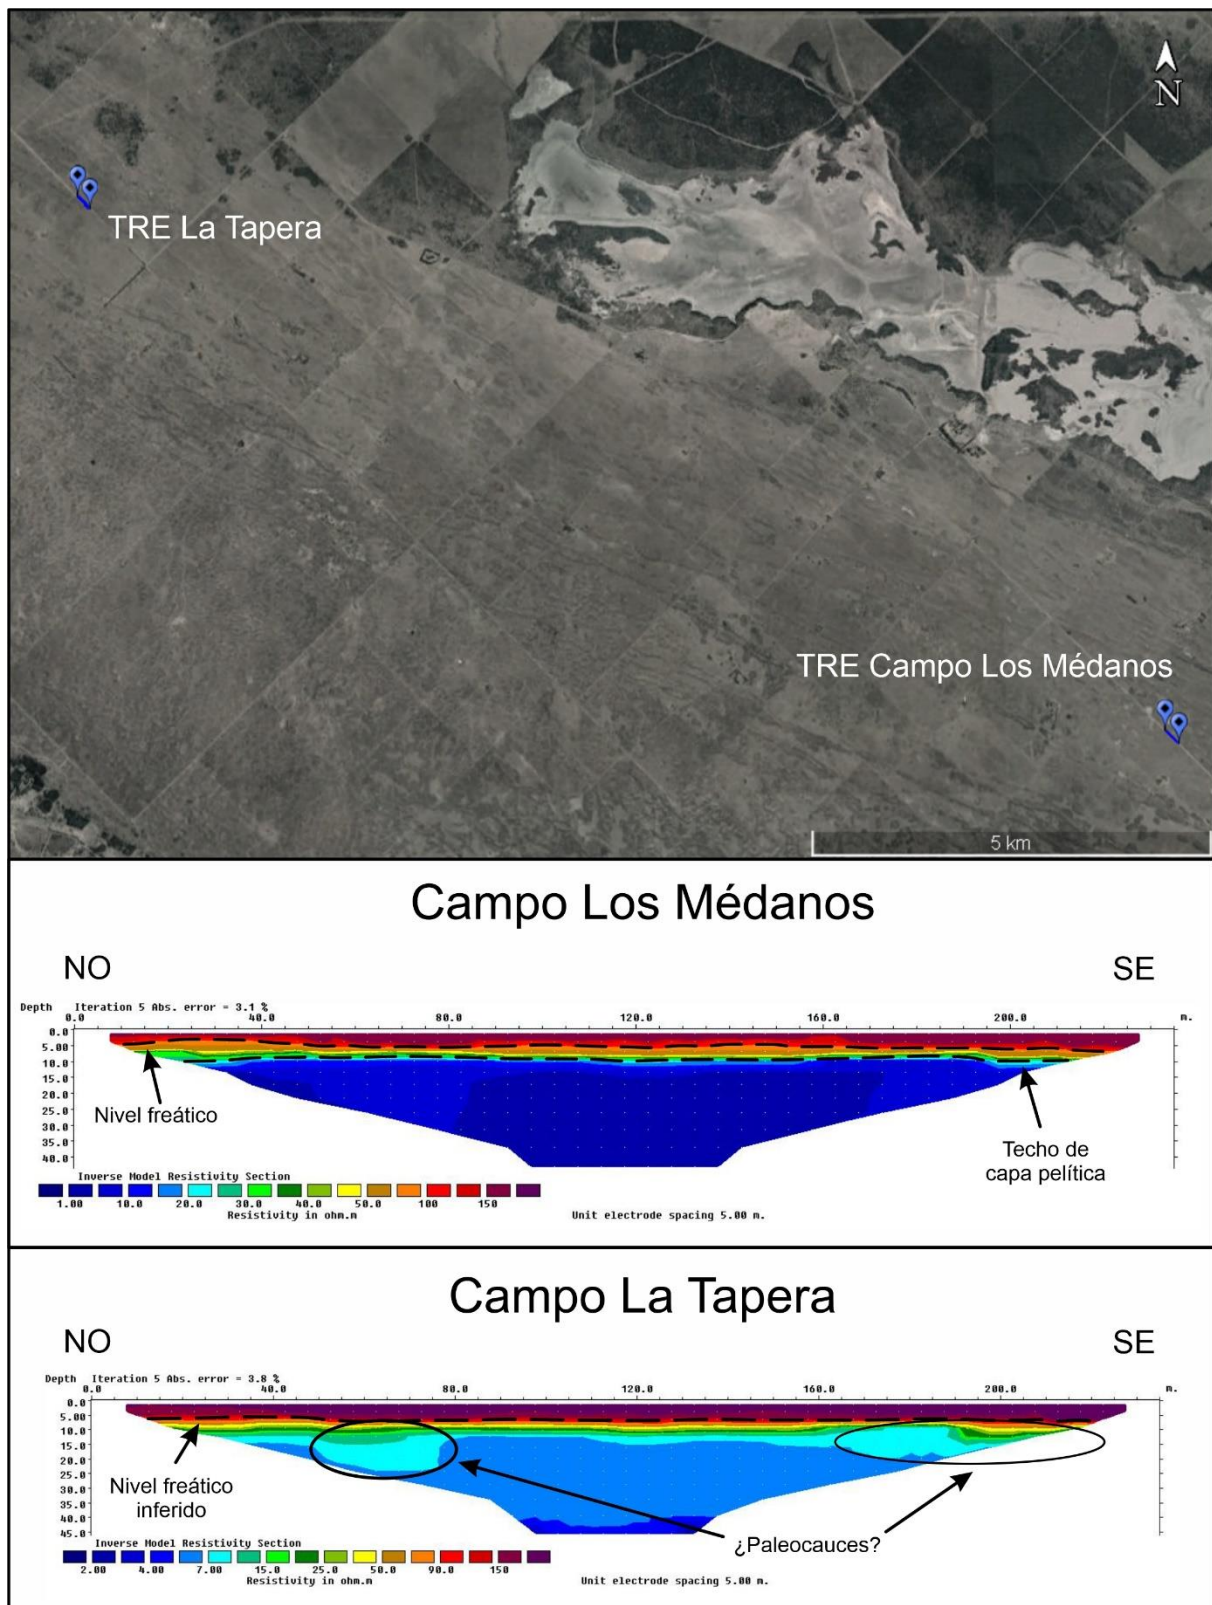 N
TRE La Tapera
TRE Campo Los Médanos
5 km
Campo Los Médanos
NO
SE
Depth Iteration 5 Abs. error = 3.1 %
0.0 40.0 80.0 120.0 160.0 200.0 m.
0.0
5.00
10.0
15.0
20.0
25.0
30.0
35.0
40.0
Nivel freático
Techo de
capa pelítica
Inverse Model Resistivity Section
1.00 10.0 20.0 30.0 40.0 50.0 100 150
Resistivity in ohm.m
Unit electrode spacing 5.00 m.
Campo La Tapera
NO
SE
Depth Iteration 5 Abs. error = 3.8 %
0.0 40.0 80.0 120.0 160.0 200.0 m.
0.0
5.00
10.0
15.0
20.0
25.0
30.0
35.0
40.0
45.0
Nivel freático
inferido
¿Paleocauces?
Inverse Model Resistivity Section
2.00 4.00 7.00 15.0 25.0 50.0 90.0 150
Resistivity in ohm.m
Unit electrode spacing 5.00 m.